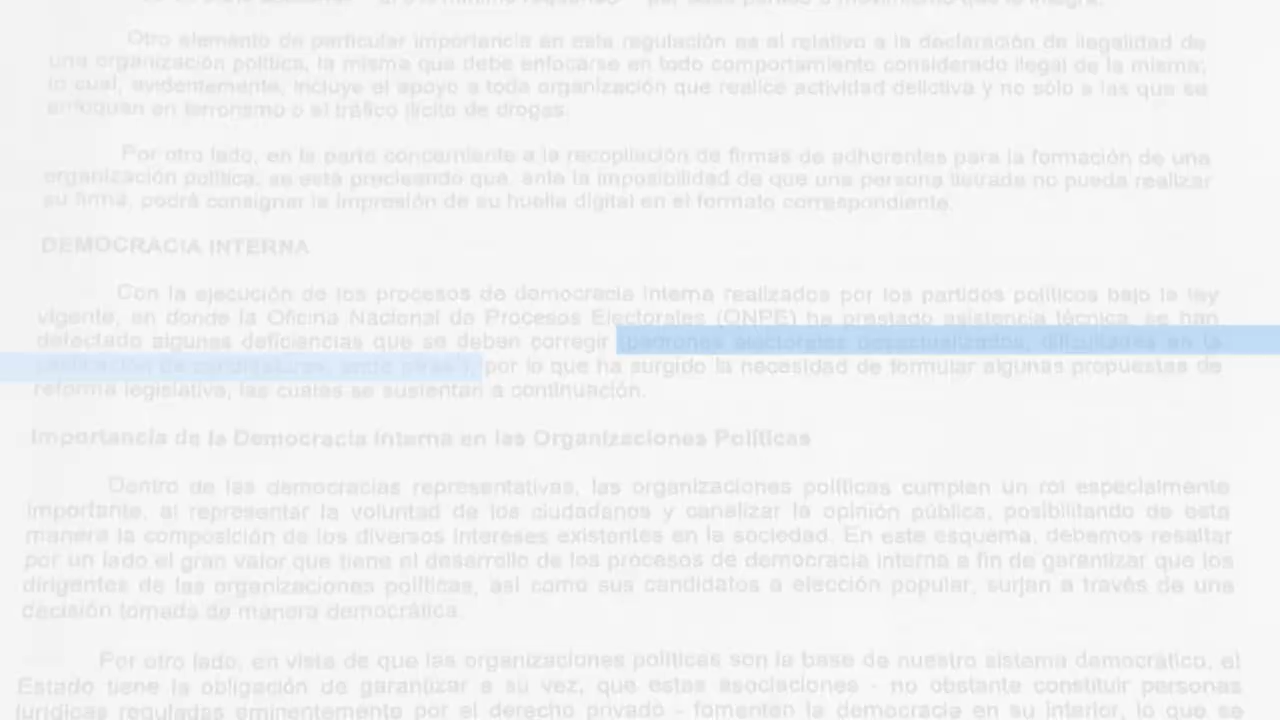 Otro elemento de particular importancia en esta regulación es el relativo a la declaración de ilegalidad de
una organización política, la misma que debe enfocarse en todo comportamiento considerado ilegal de la misma;
lo cual, evidentemente, incluye el apoyo a toda organización que realice actividad delictiva y no sólo a las que se
enfoquen en terrorismo o el tráfico ilícito de drogas.
Por otro lado, en la parte concerniente a la recopilación de firmas de adherentes para la formación de una
organización política, se está precisando que, ante la imposibilidad de que una persona iletrada no pueda realizar
su firma, podrá consignar la impresión de su huella digital en el formato correspondiente.
DEMOCRACIA INTERNA
Con la ejecución de los procesos de democracia interna realizados por los partidos políticos bajo la ley
vigente, en donde la Oficina Nacional de Procesos Electorales (ONPE) ha prestado asistencia técnica, se han
detectado algunas deficiencias que se deben corregir (padrones electorales desactualizados, dificultades en la
de candidaturas, entre otras), por lo que ha surgido la necesidad de formular algunas propuestas de
reforma legislativa, las cuales se sustentan a continuación.
Importancia de la Democracia Interna en las Organizaciones Políticas
Dentro de las democracias representativas, las organizaciones políticas cumplen un rol especialmente
importante, al representar la voluntad de los ciudadanos y canalizar la opinión pública, posibilitando de esta
manera la composición de los diversos intereses existentes en la sociedad. En este esquema, debemos resaltar
por un lado el gran valor que tiene el desarrollo de los procesos de democracia interna a fin de garantizar que los
dirigentes de las organizaciones políticas, así como sus candidatos a elección popular, surjan a través de una
decisión tomada de manera democrática.
Por otro lado, en vista de que las organizaciones políticas son la base de nuestro sistema democrático, el
Estado tiene la obligación de garantizar a su vez, que estas asociaciones - no obstante constituir personas
jurídicas reguladas eminentemente por el derecho privado - fomenten la democracia en su interior, lo que se